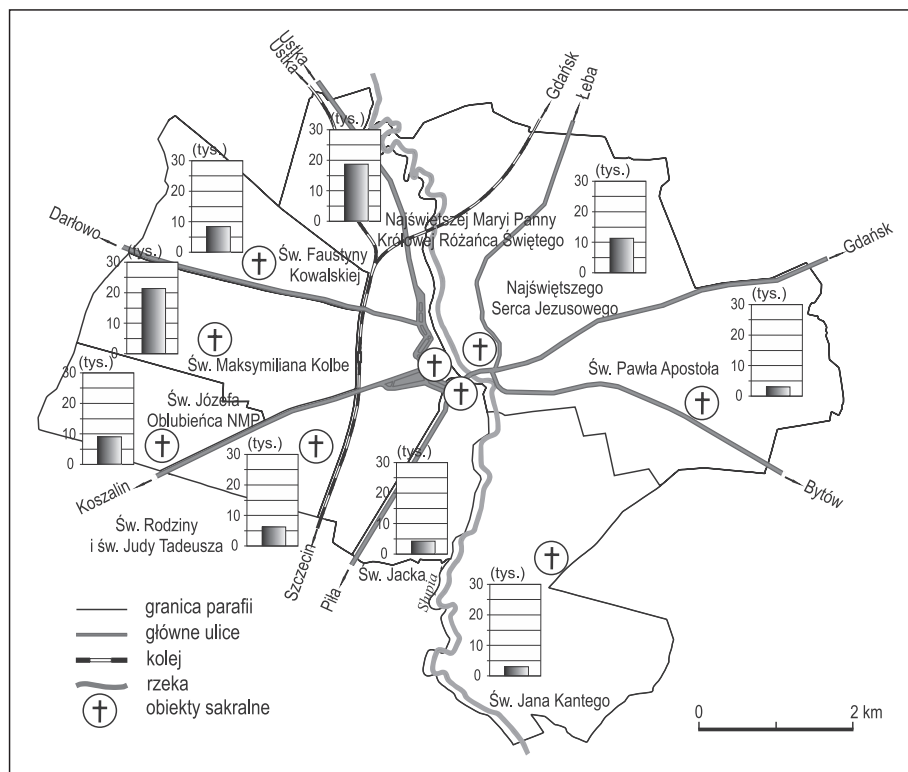 Ustka
Ustka
Gdańsk
Łeba
(tys.)
30
20
10
0
(tys.)
30
20
10
0
(tys.)
30
20
10
0
Najświętszej Maryi Panny
Królowej Różańca Świętego
Darłowo
Św. Faustyny
Kowalskiej
Gdańsk
(tys.)
30
20
10
0
Najświętszego
Serca Jezusowego
(tys.)
30
20
10
0
Św. Maksymiliana Kolbe
Św. Pawła Apostoła
(tys.)
30
20
10
0
Św. Józofa
Oblubieńca NMP
Koszalin
(tys.)
30
20
10
0
(tys.)
30
20
10
0
Bytów
Św. Rodziny
i św. Judy Tadeusza
Szczecin
Piła
Św. Jacka
Słupia
(tys.)
30
20
10
0
Św. Jana Kantego
granica parafii
główne ulice
kolej
rzeka
obiekty sakralne
0 2 km